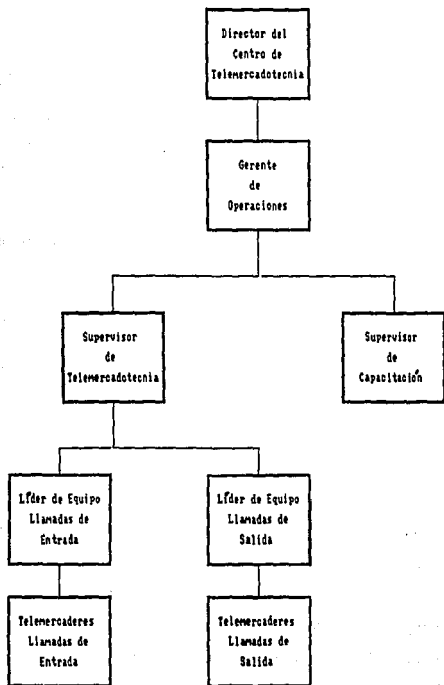 Director del
Centro de
Telemercadotecnia
Gerente
de
Operaciones
Supervisor
de
Telemercadotecnia
Supervisor
de
Capacitación
Líder de Equipo
Llamadas de
Entrada
Líder de Equipo
Llamadas de
Salida
Telemercaderes
Llamadas de
Entrada
Telemercaderes
Llamadas de
Salida